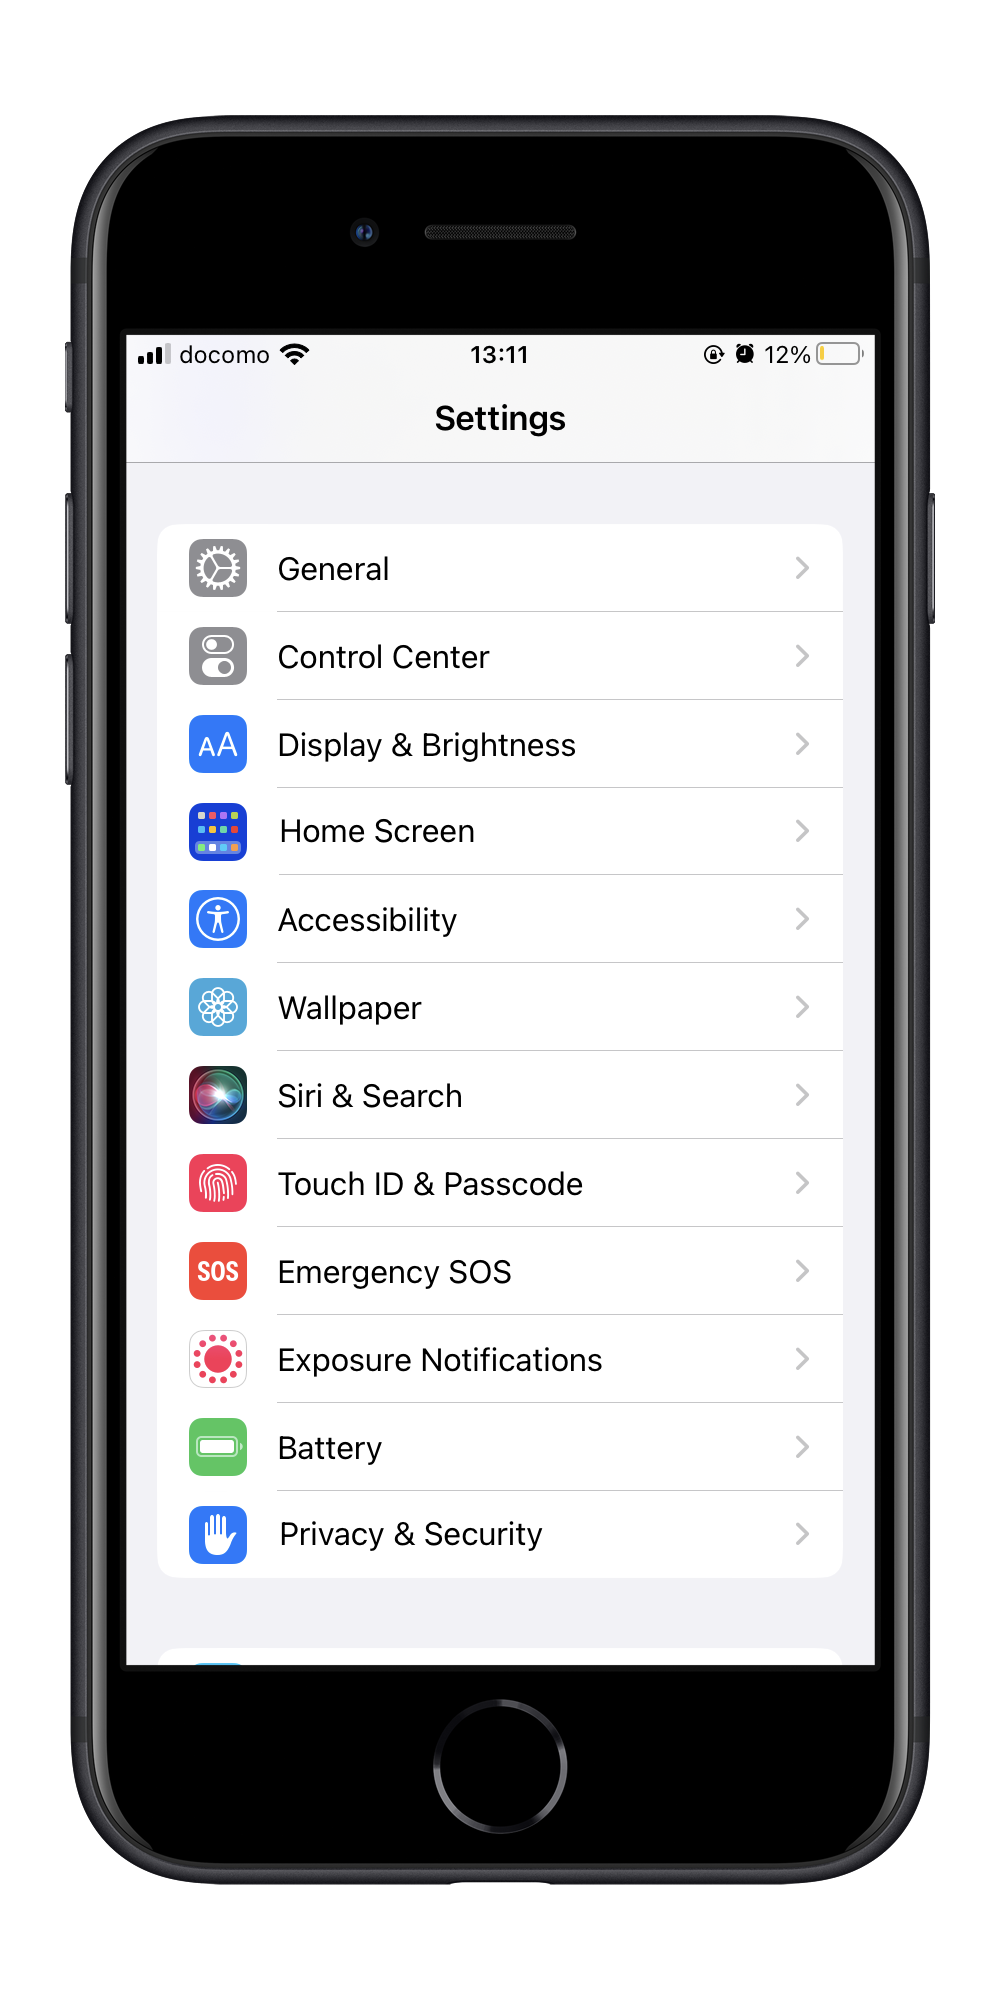 docomo 13:11 12%
Settings
General
Control Center
AA Display & Brightness
Home Screen
Accessibility
Wallpaper
Siri & Search
Touch ID & Passcode
SOS Emergency SOS
Exposure Notifications
Battery
Privacy & Security